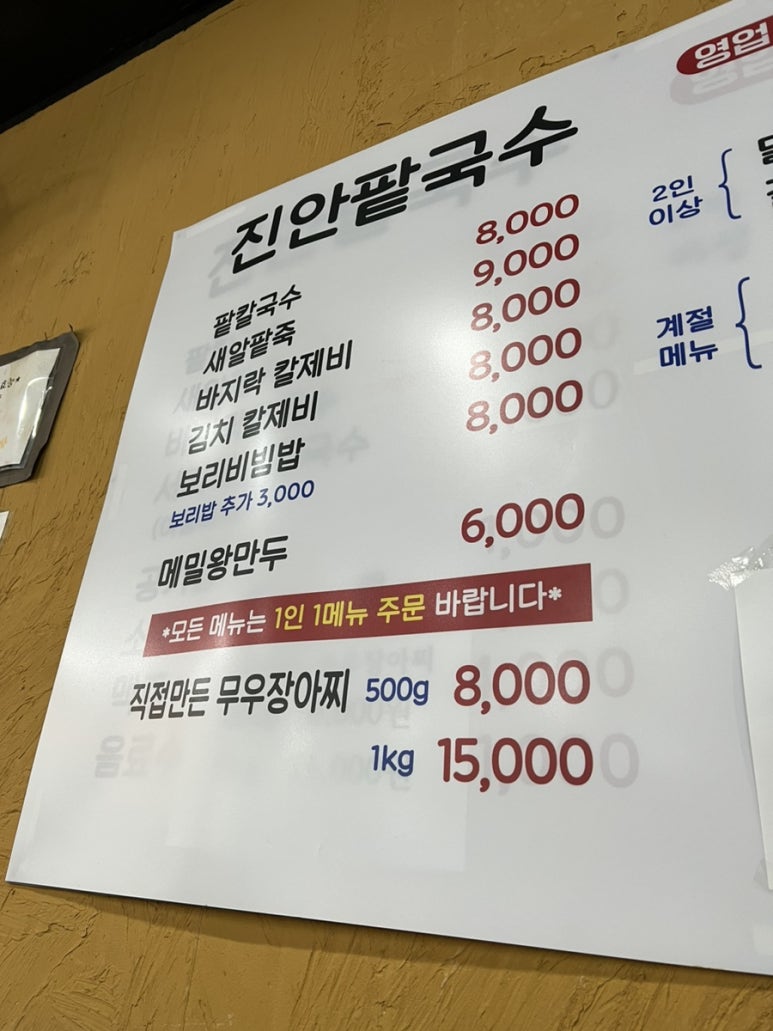 영업
진안팥국수
팥칼국수 8,000
새알팥죽 9,000
바지락 칼제비 8,000
김치 칼제비 8,000
보리비빔밥 8,000
보리밥 추가 3,000
메밀왕만두 6,000
*모든 메뉴는 1인 1메뉴 주문 바랍니다*
직접만든 무우장아찌 500g 8,000
1kg 15,000
2인
이상
계절
메뉴